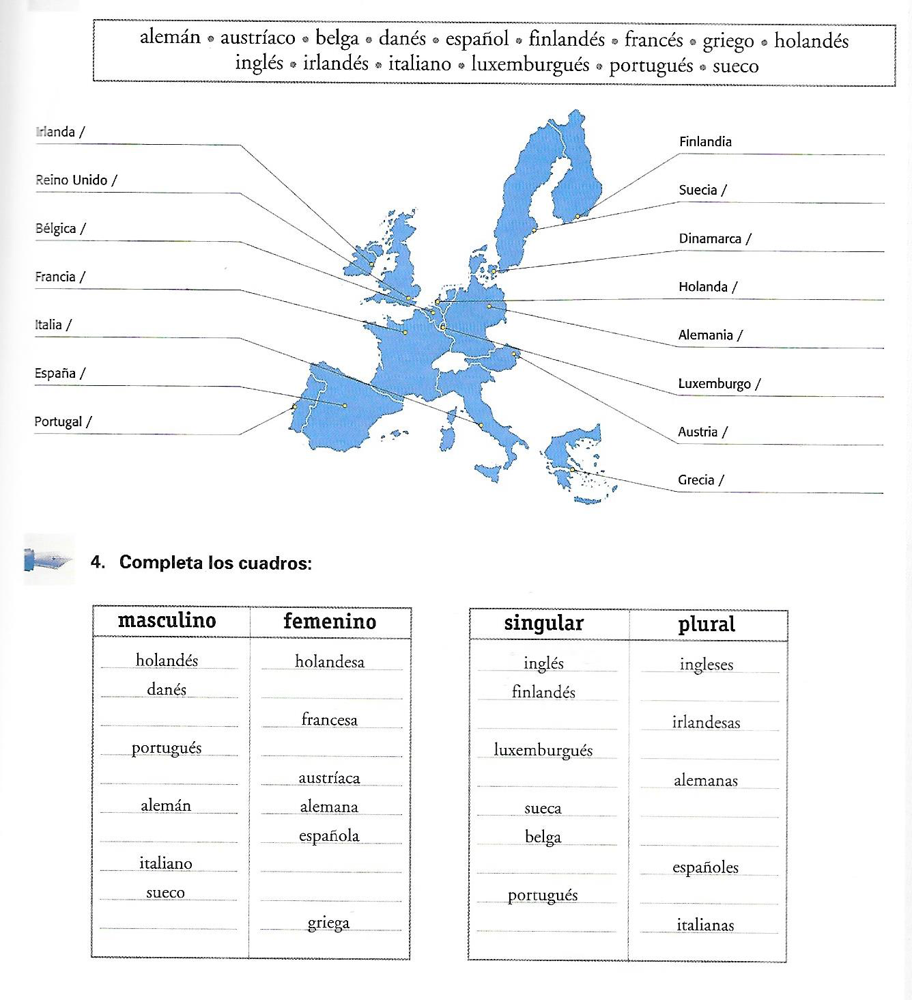 alemán • austríaco • belga • danés • español • finlandés • francés • griego • holandés
inglés • irlandés • italiano • luxemburgués • portugués • sueco
Irlanda /
Reino Unido /
Bélgica /
Francia /
Italia /
España /
Portugal /
Finlandia
Suecia /
Dinamarca /
Holanda /
Alemania /
Luxemburgo /
Austria /
Grecia /
4. Completa los cuadros:
masculino femenino
holandés holandesa
danés
francesa
portugués
austríaca
alemán alemana
española
italiano
sueco
griega
singular plural
inglés ingleses
finlandés
irlandesas
luxemburgués
alemanas
sueca
belga
españoles
portugués
italianas